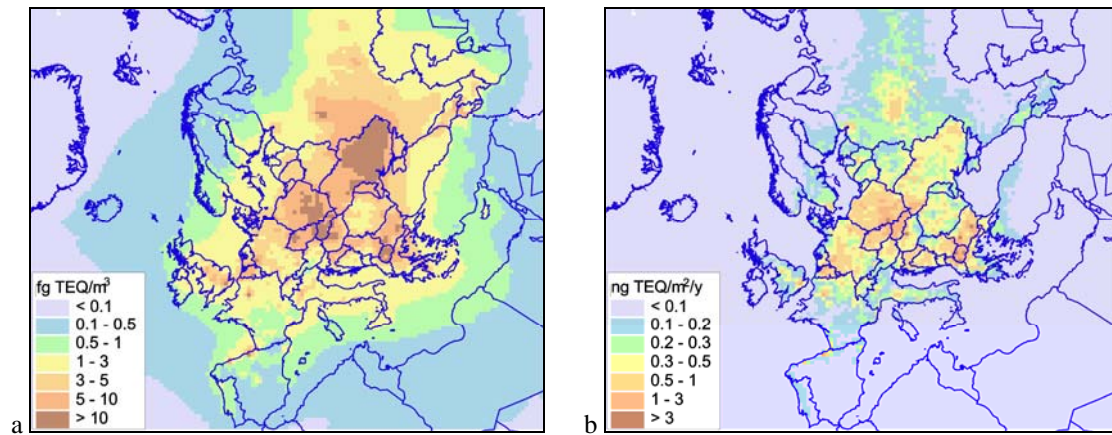 fg TEQ/m³
< 0.1
0.1 - 0.5
0.5 - 1
1 - 3
3 - 5
5 - 10
> 10
a
ng TEQ/m²/y
< 0.1
0.1 - 0.2
0.2 - 0.3
0.3 - 0.5
0.5 - 1
1 - 3
> 3
b